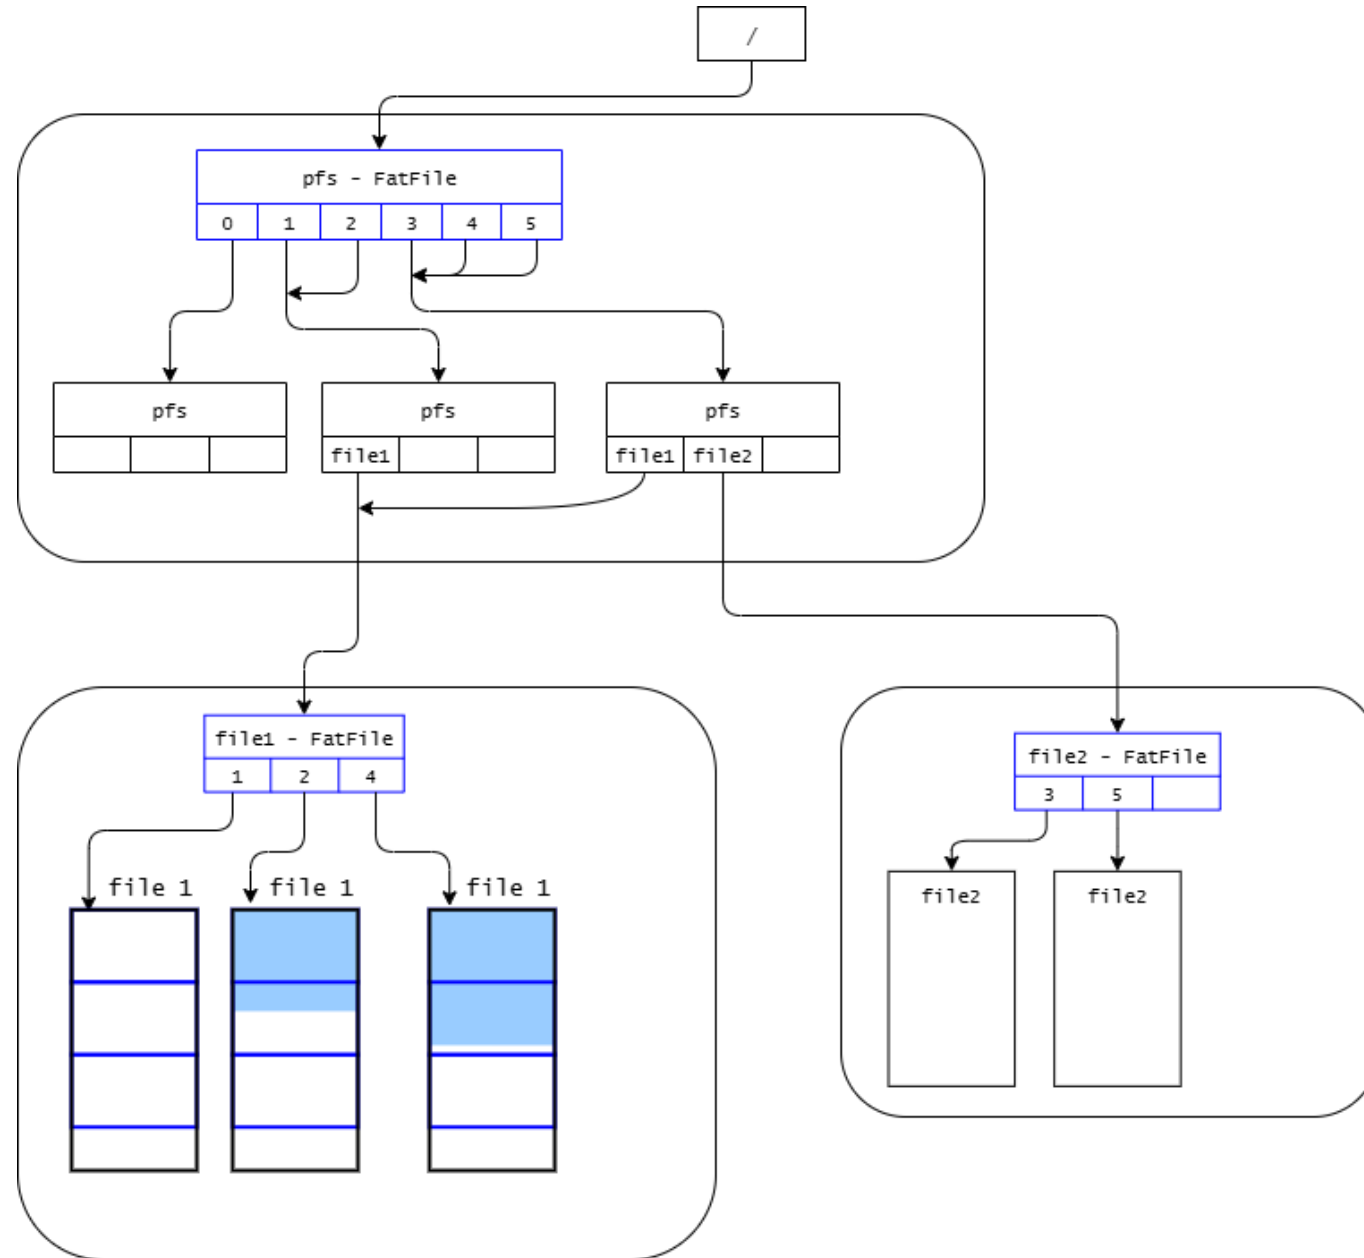 /
pfs - FatFile
0 1 2 3 4 5
pfs pfs pfs
file1 file1 file2
file1 - FatFile
1 2 4
file2 - FatFile
3 5
file 1 file 1 file 1
file2 file2